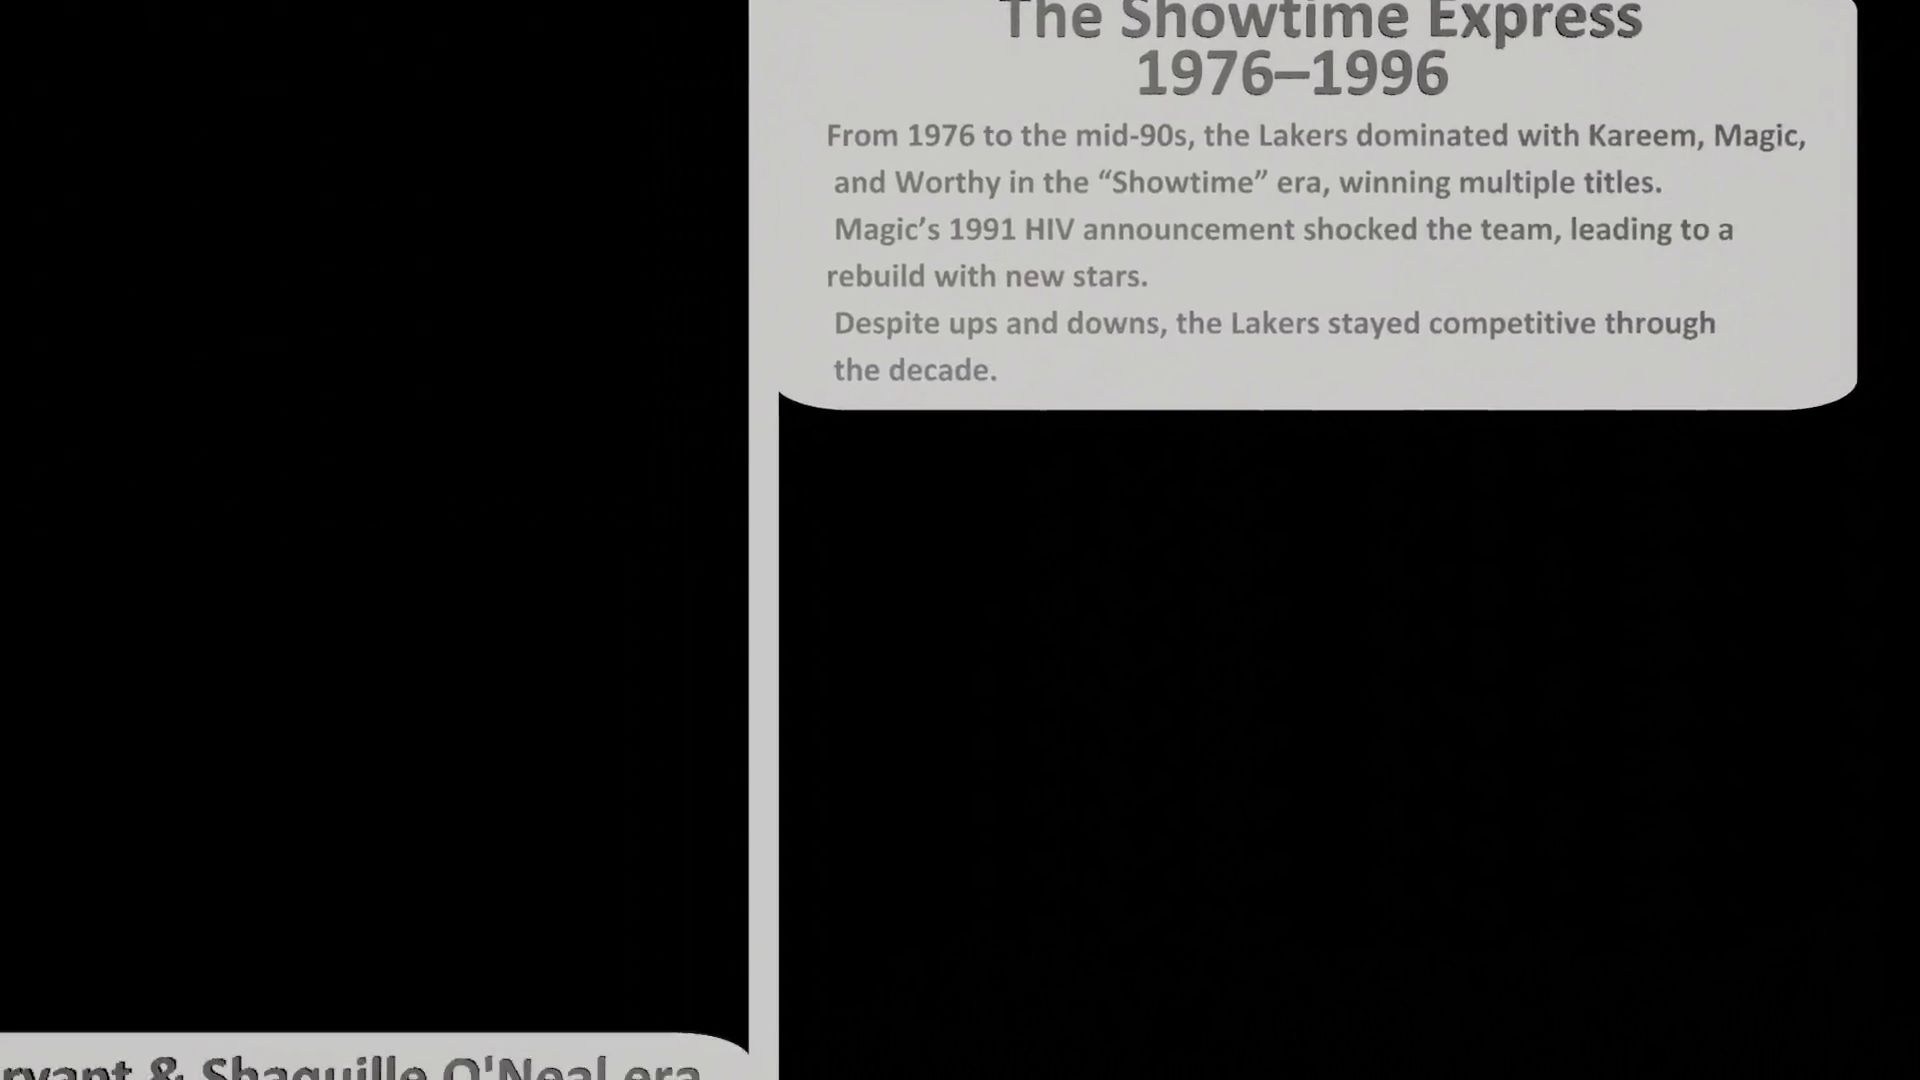 The Showtime Express
1976–1996
From 1976 to the mid-90s, the Lakers dominated with Kareem, Magic,
and Worthy in the “Showtime” era, winning multiple titles.
Magic’s 1991 HIV announcement shocked the team, leading to a
rebuild with new stars.
Despite ups and downs, the Lakers stayed competitive through
the decade.
& Shaquille O'Neal era